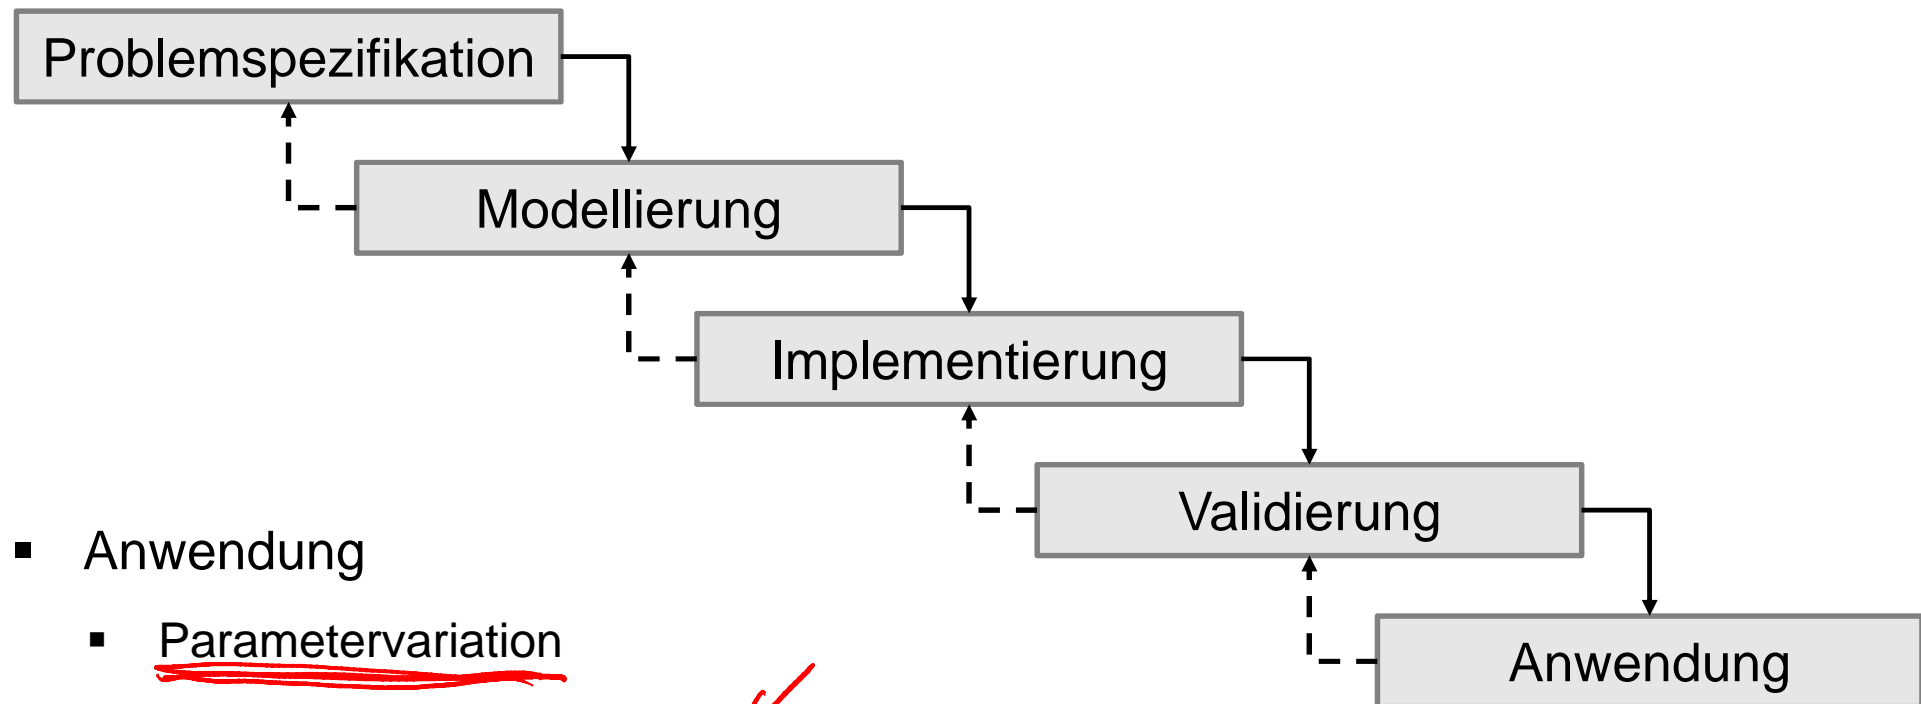 Problemspezifikation
Modellierung
Implementierung
Validierung
Anwendung
▪ Anwendung
▪ Parametervariation